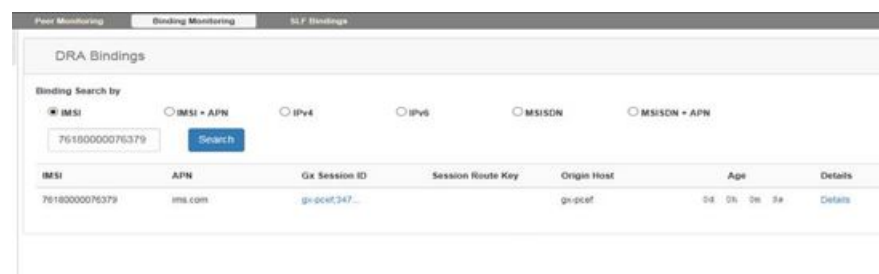 Peer Monitoring Binding Monitoring SLF Bindings
DRA Bindings
Binding Search by
IMSI IMSI + APN IPv4 IPv6 MSISDN MSISDN + APN
76180000076379 Search
IMSI APN Gx Session ID Session Route Key Origin Host Age Details
76180000076379 ims.com gx-pcef;347... gx-pcef 0d 0h 0m 3s Details